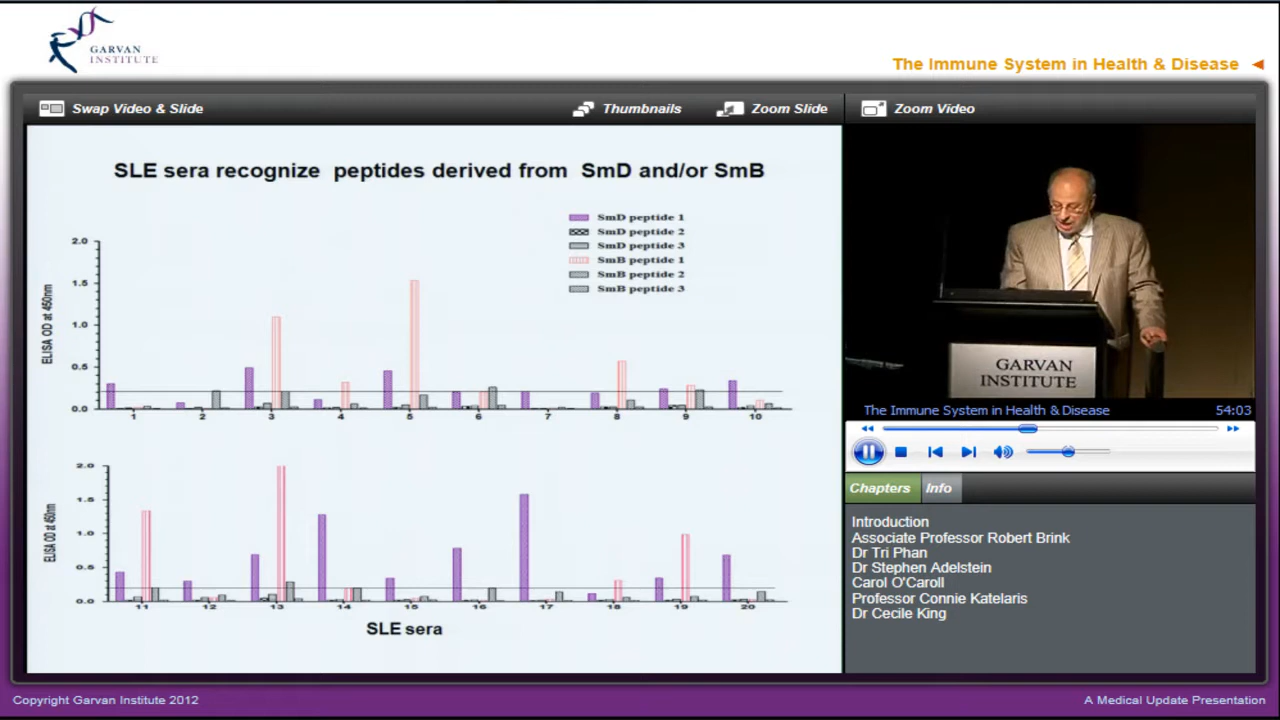 GARVAN
INSTITUTE
The Immune System in Health & Disease
Swap Video & Slide
Thumbnails
Zoom Slide
Zoom Video
SLE sera recognize peptides derived from SmD and/or SmB
SmD peptide 1
SmD peptide 2
SmD peptide 3
SmB peptide 1
SmB peptide 2
SmB peptide 3
ELISA OD at 450nm
2.0
1.5
1.0
0.5
0.0
1 2 3 4 5 6 7 8 9 10
ELISA OD at 450nm
2.0
1.5
1.0
0.5
0.0
11 12 13 14 15 16 17 18 19 20
SLE sera
GARVAN
INSTITUTE
The Immune System in Health & Disease 54:03
Chapters
Info
Introduction
Associate Professor Robert Brink
Dr Tri Phan
Dr Stephen Adelstein
Carol O'Caroll
Professor Connie Katelaris
Dr Cecile King
Copyright Garvan Institute 2012
A Medical Update Presentation